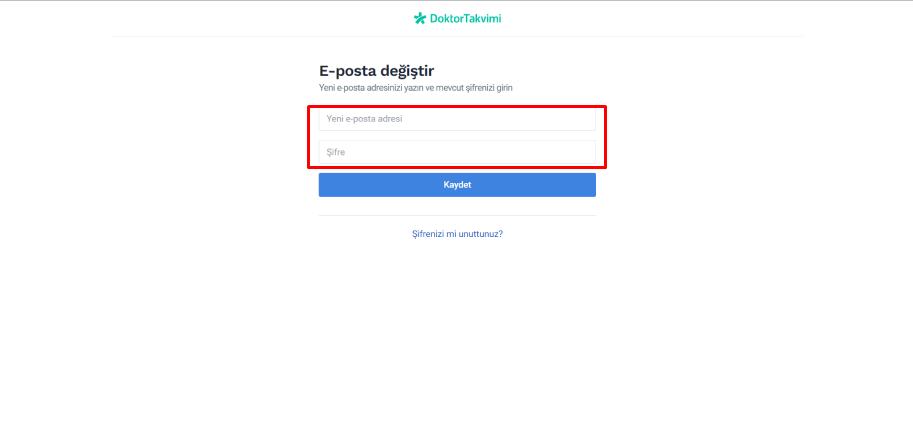 DoktorTakvimi
E-posta değiştir
Yeni e-posta adresinizi yazın ve mevcut şifrenizi girin
Yeni e-posta adresi
Şifre
Kaydet
Şifrenizi mi unuttunuz?